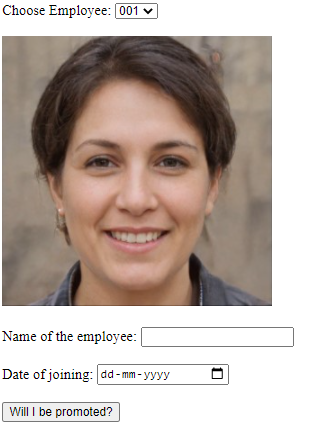 Choose Employee: 001
Name of the employee:
Date of joining: dd-mm-yyyy
Will I be promoted?